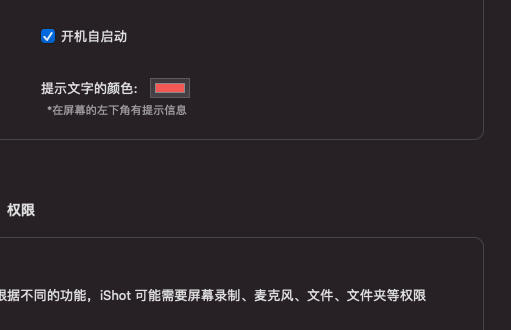 开机自启动
提示文字的颜色:
*在屏幕的左下角有提示信息
权限
根据不同的功能，iShot 可能需要屏幕录制、麦克风、文件、文件夹等权限